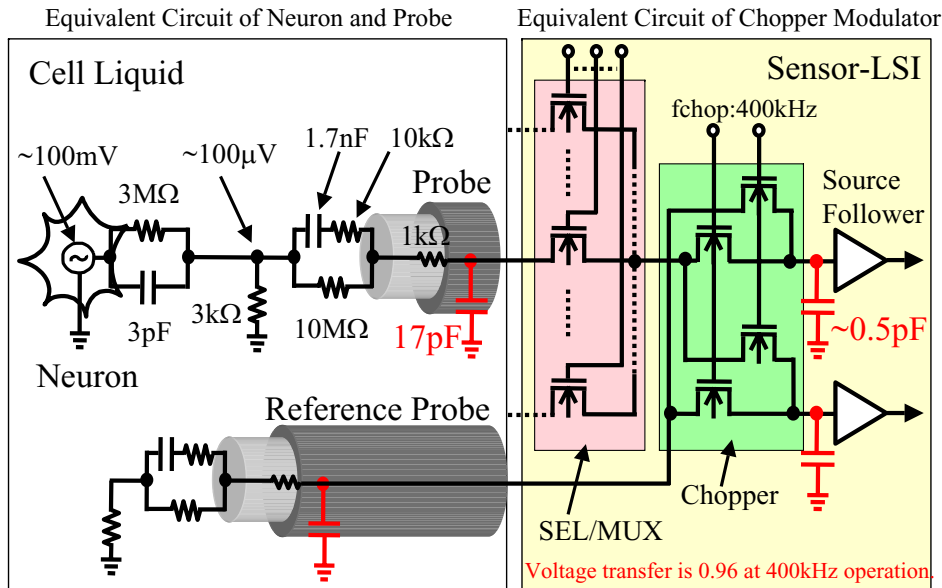 Equivalent Circuit of Neuron and Probe
Equivalent Circuit of Chopper Modulator
Cell Liquid
Sensor-LSI
fchop:400kHz
~100mV
~100μV
1.7nF
10kΩ
3MΩ
Probe
Source
Follower
1kΩ
3pF
3kΩ
10MΩ
17pF
~0.5pF
Neuron
Reference Probe
Chopper
SEL/MUX
Voltage transfer is 0.96 at 400kHz operation.